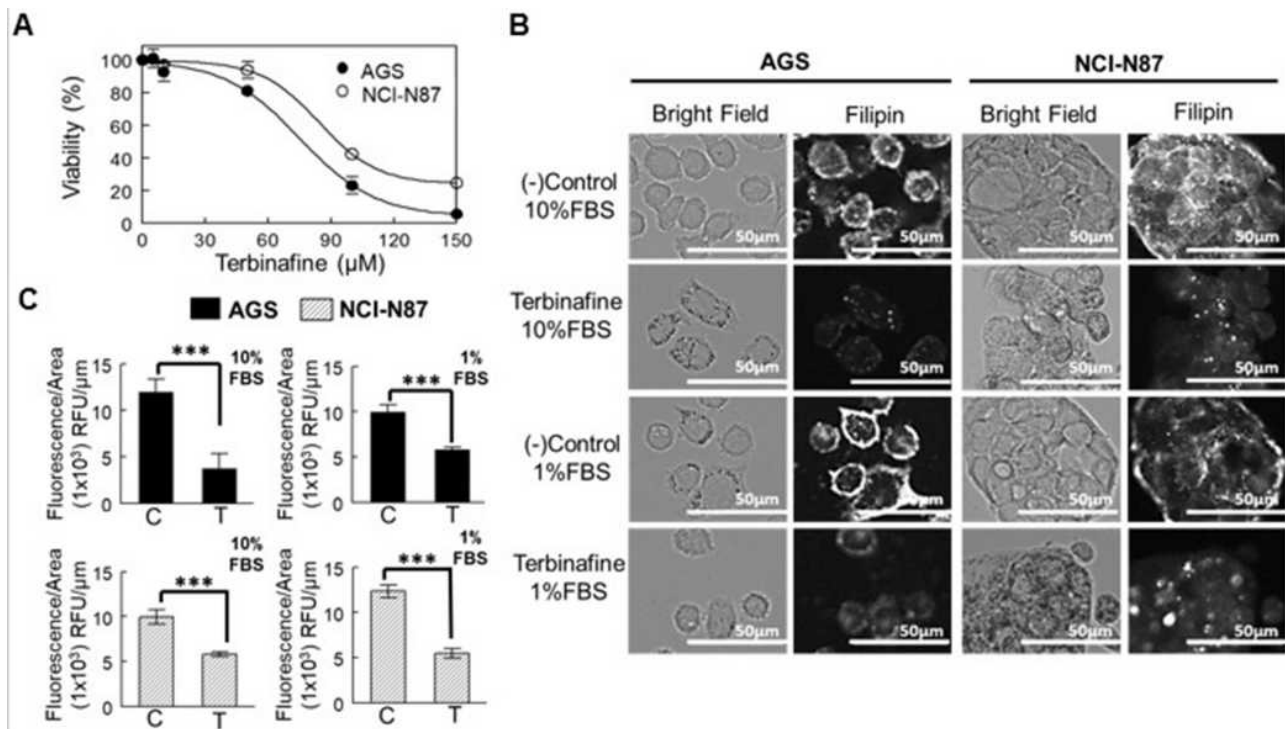 A
Viability (%)
100
80
60
40
20
0
AGS
NCI-N87
0 30 60 90 120 150
Terbinafine (µM)
B
AGS NCI-N87
Bright Field Filipin Bright Field Filipin
(-)Control
10%FBS
50µm 50µm 50µm 50µm
Terbinafine
10%FBS
50µm 50µm 50µm 50µm
(-)Control
1%FBS
50µm 50µm 50µm 50µm
Terbinafine
1%FBS
50µm 50µm 50µm 50µm
C
AGS NCI-N87
Fluorescence/Area
(1x10³) RFU/µm
15
10
5
0
***
10%
FBS
C T
Fluorescence/Area
(1x10³) RFU/µm
15
10
5
0
***
1%
FBS
C T
Fluorescence/Area
(1x10³) RFU/µm
15
10
5
0
***
10%
FBS
C T
Fluorescence/Area
(1x10³) RFU/µm
15
10
5
0
***
1%
FBS
C T